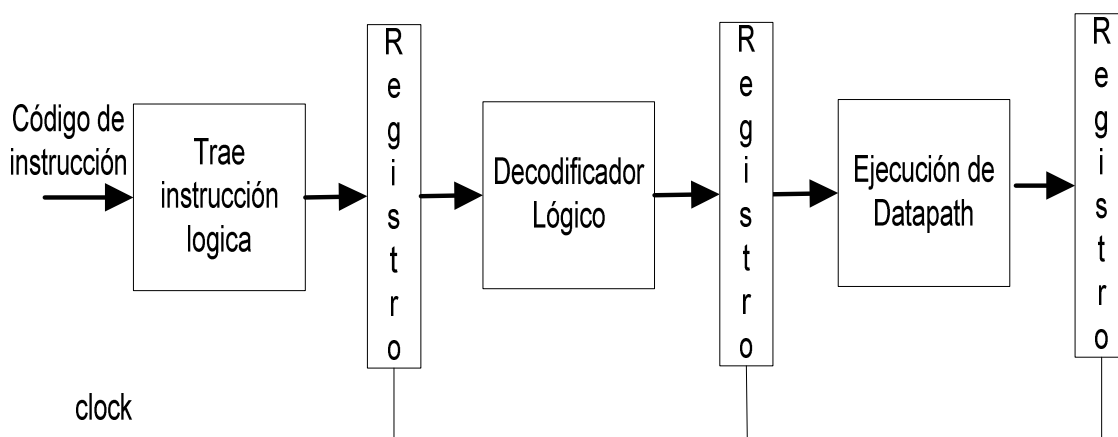 Código de
instrucción
Trae
instrucción
logica
Registro
Decodificador
Lógico
Registro
Ejecución de
Datapath
Registro
clock